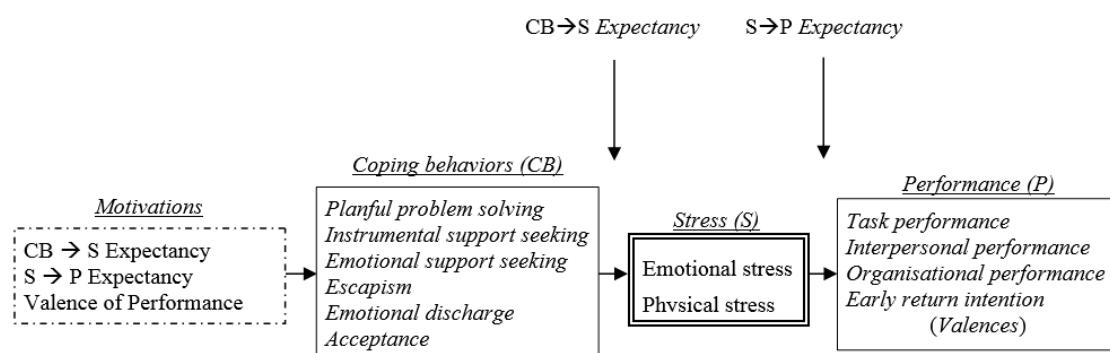 CB→S Expectancy
S→P Expectancy
Motivations
CB → S Expectancy
S → P Expectancy
Valence of Performance
Coping behaviors (CB)
Planful problem solving
Instrumental support seeking
Emotional support seeking
Escapism
Emotional discharge
Acceptance
Stress (S)
Emotional stress
Physical stress
Performance (P)
Task performance
Interpersonal performance
Organisational performance
Early return intention
(Valences)